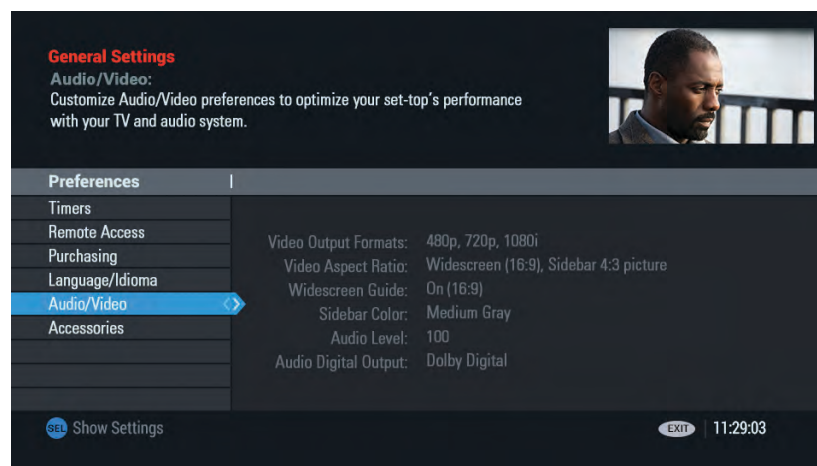 General Settings
Audio/Video:
Customize Audio/Video preferences to optimize your set-top's performance
with your TV and audio system.
Preferences
Timers
Remote Access
Purchasing
Language/Idioma
Audio/Video
Accessories
Video Output Formats: 480p, 720p, 1080i
Video Aspect Ratio: Widescreen (16:9), Sidebar 4:3 picture
Widescreen Guide: On (16:9)
Sidebar Color: Medium Gray
Audio Level: 100
Audio Digital Output: Dolby Digital
SEL Show Settings
EXIT 11:29:03